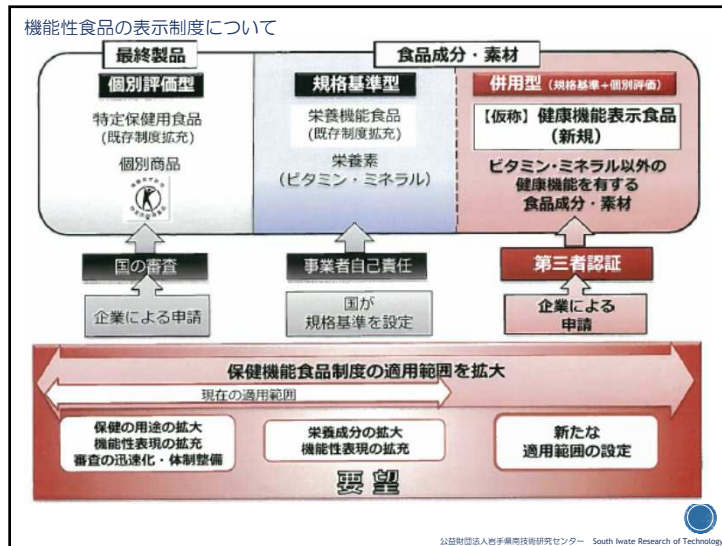 機能性食品の表示制度について
最終製品
食品成分・素材
個別評価型
特定保健用食品
(既存制度拡充)
個別商品
規格基準型
栄養機能食品
(既存制度拡充)
栄養素
(ビタミン・ミネラル)
併用型(規格基準+個別評価)
【仮称】健康機能表示食品
(新規)
ビタミン・ミネラル以外の
健康機能を有する
食品成分・素材
国の審査
企業による申請
事業者自己責任
国が
規格基準を設定
第三者認証
企業による
申請
保健機能食品制度の適用範囲を拡大
現在の適用範囲
保健の用途の拡大
機能性表現の拡充
審査の迅速化・体制整備
栄養成分の拡大
機能性表現の拡充
新たな
適用範囲の設定
要望
公益財団法人岩手県南技術研究センター South Iwate Research of Technology